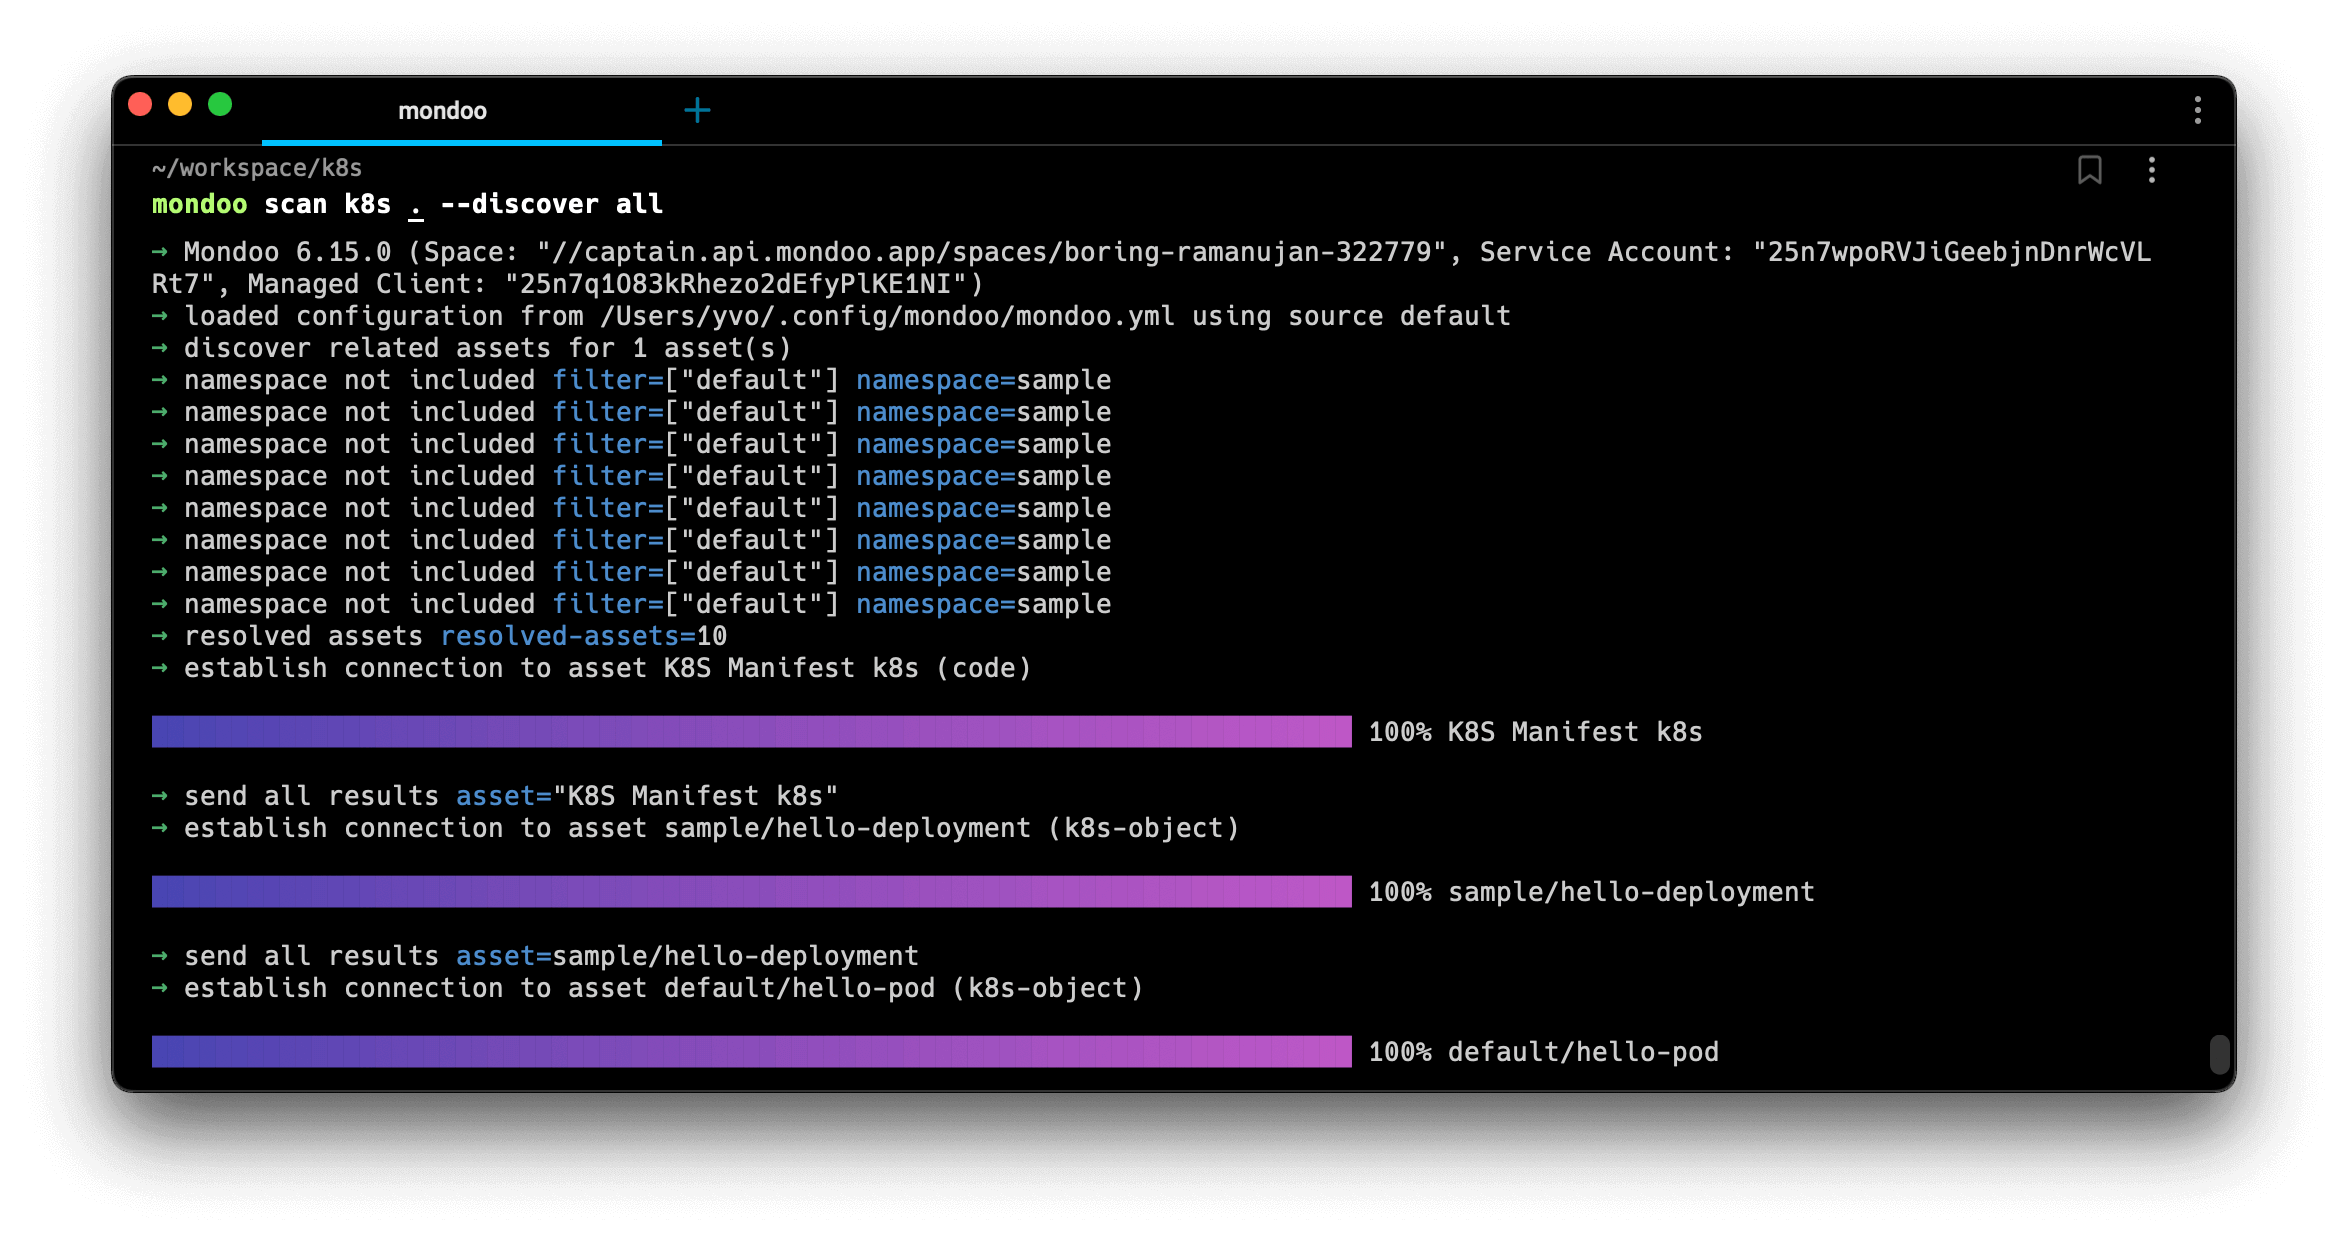 mondoo
~/workspace/k8s
mondoo scan k8s . --discover all
→ Mondoo 6.15.0 (Space: "//captain.api.mondoo.app/spaces/boring-ramanujan-322779", Service Account: "25n7wpoRVJiGeebjnDnrWcVL
Rt7", Managed Client: "25n7q1O83kRhezo2dEfyPlKE1NI")
→ loaded configuration from /Users/yvo/.config/mondoo/mondoo.yml using source default
→ discover related assets for 1 asset(s)
→ namespace not included filter=["default"] namespace=sample
→ namespace not included filter=["default"] namespace=sample
→ namespace not included filter=["default"] namespace=sample
→ namespace not included filter=["default"] namespace=sample
→ namespace not included filter=["default"] namespace=sample
→ namespace not included filter=["default"] namespace=sample
→ namespace not included filter=["default"] namespace=sample
→ namespace not included filter=["default"] namespace=sample
→ resolved assets resolved-assets=10
→ establish connection to asset K8S Manifest k8s (code)
100% K8S Manifest k8s
→ send all results asset="K8S Manifest k8s"
→ establish connection to asset sample/hello-deployment (k8s-object)
100% sample/hello-deployment
→ send all results asset=sample/hello-deployment
→ establish connection to asset default/hello-pod (k8s-object)
100% default/hello-pod